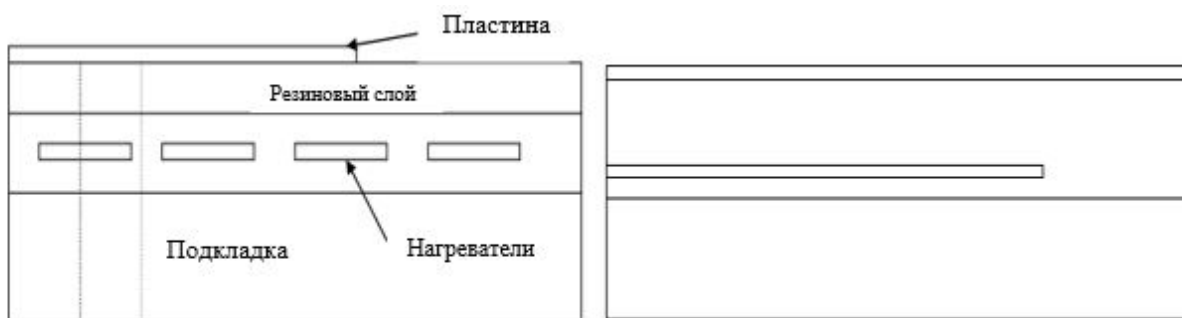 Пластина
Резиновый слой
Подкладка
Нагреватели